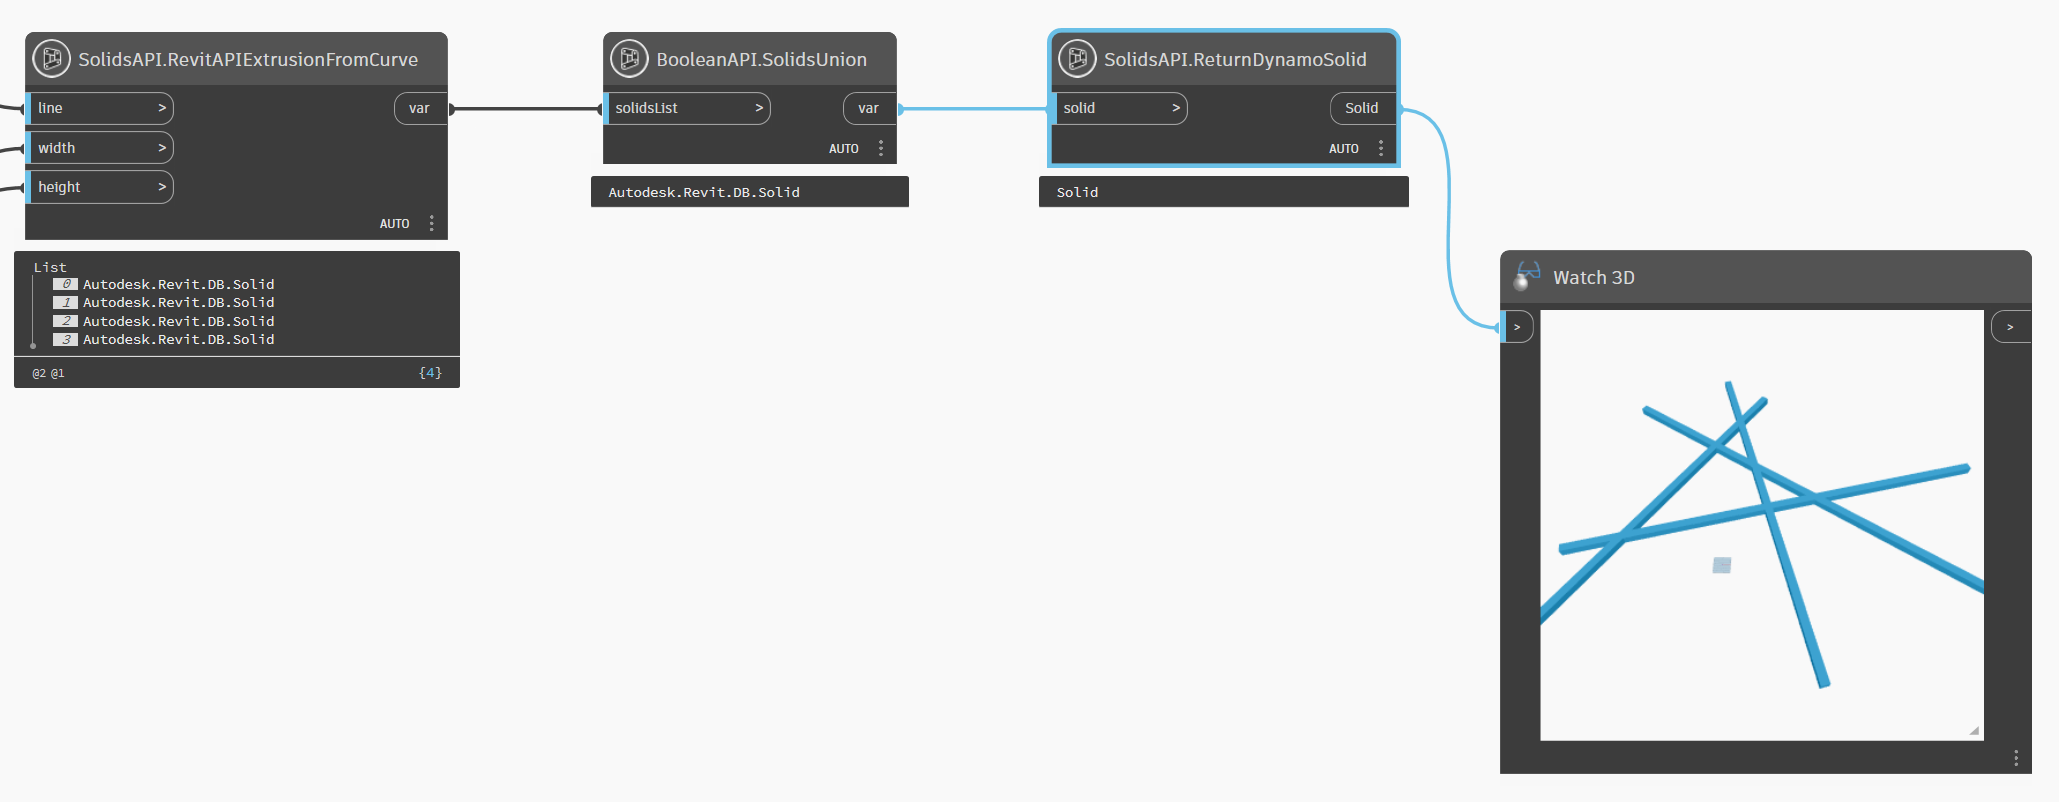 SolidsAPI.RevitAPIExtrusionFromCurve
line >
var
width >
height >
AUTO
List
0 Autodesk.Revit.DB.Solid
1 Autodesk.Revit.DB.Solid
2 Autodesk.Revit.DB.Solid
3 Autodesk.Revit.DB.Solid
@2 @1 {4}
BooleanAPI.SolidsUnion
solidsList >
var
AUTO
Autodesk.Revit.DB.Solid
SolidsAPI.ReturnDynamoSolid
solid >
Solid
AUTO
Solid
Watch 3D
> >